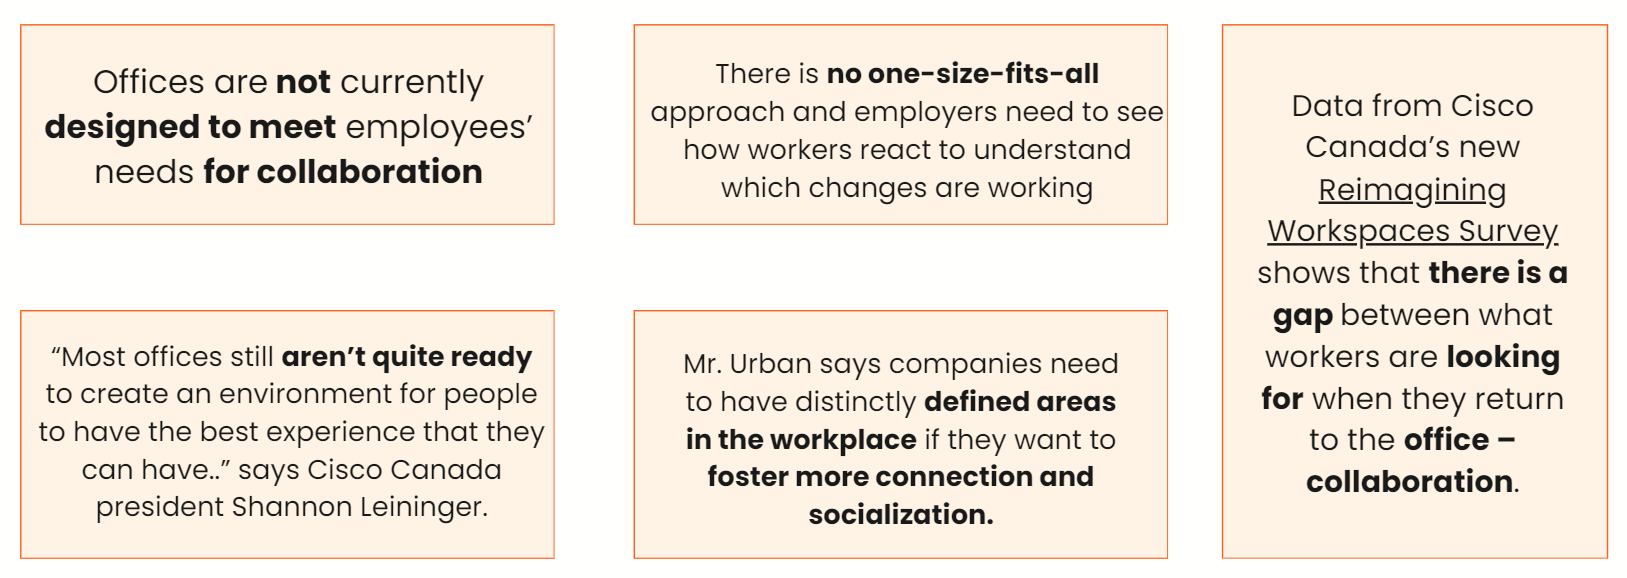 Offices are not currently
designed to meet employees’
needs for collaboration
There is no one-size-fits-all
approach and employers need to see
how workers react to understand
which changes are working
Data from Cisco
Canada’s new
Reimagining
Workspaces Survey
shows that there is a
gap between what
workers are looking
for when they return
to the office –
collaboration.
“Most offices still aren’t quite ready
to create an environment for people
to have the best experience that they
can have..” says Cisco Canada
president Shannon Leininger.
Mr. Urban says companies need
to have distinctly defined areas
in the workplace if they want to
foster more connection and
socialization.